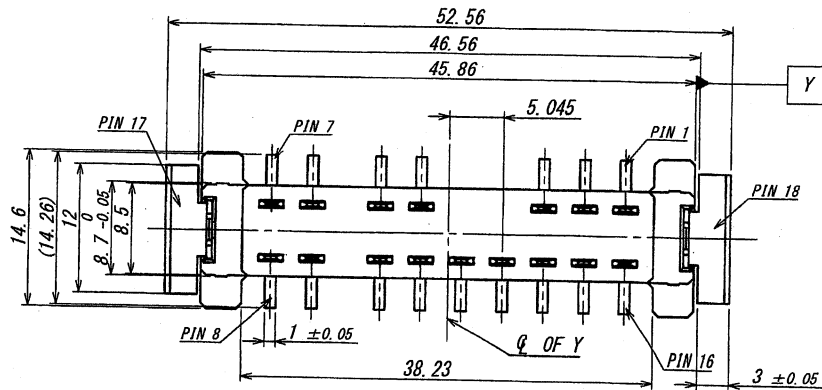 52.56
46.56
45.86
Y
5.045
PIN 17
PIN 7
PIN 1
PIN 18
14.6
(14.26)
12
0
8.7 -0.05
8.5
PIN 8
1 ±0.05
℄ OF Y
PIN 16
38.23
3 ±0.05